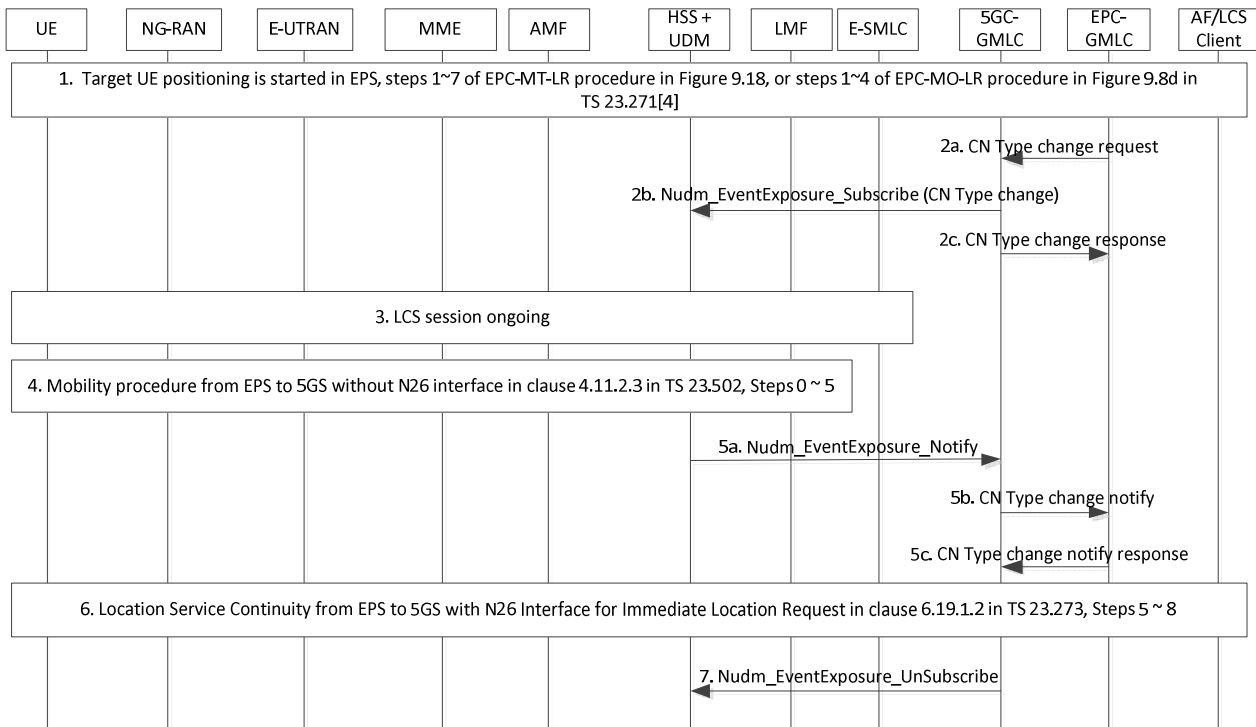 UE
NG-RAN
E-UTRAN
MME
AMF
HSS +
UDM
LMF
E-SMLC
5GC-
GMLC
EPC-
GMLC
AF/LCS
Client
1. Target UE positioning is started in EPS, steps 1~7 of EPC-MT-LR procedure in Figure 9.18, or steps 1~4 of EPC-MO-LR procedure in Figure 9.8d in
TS 23.271[4]
2a. CN Type change request
2b. Nudm_EventExposure_Subscribe (CN Type change)
2c. CN Type change response
3. LCS session ongoing
4. Mobility procedure from EPS to 5GS without N26 interface in clause 4.11.2.3 in TS 23.502, Steps 0 ~ 5
5a. Nudm_EventExposure_Notify
5b. CN Type change notify
5c. CN Type change notify response
6. Location Service Continuity from EPS to 5GS with N26 Interface for Immediate Location Request in clause 6.19.1.2 in TS 23.273, Steps 5 ~ 8
7. Nudm_EventExposure_UnSubscribe